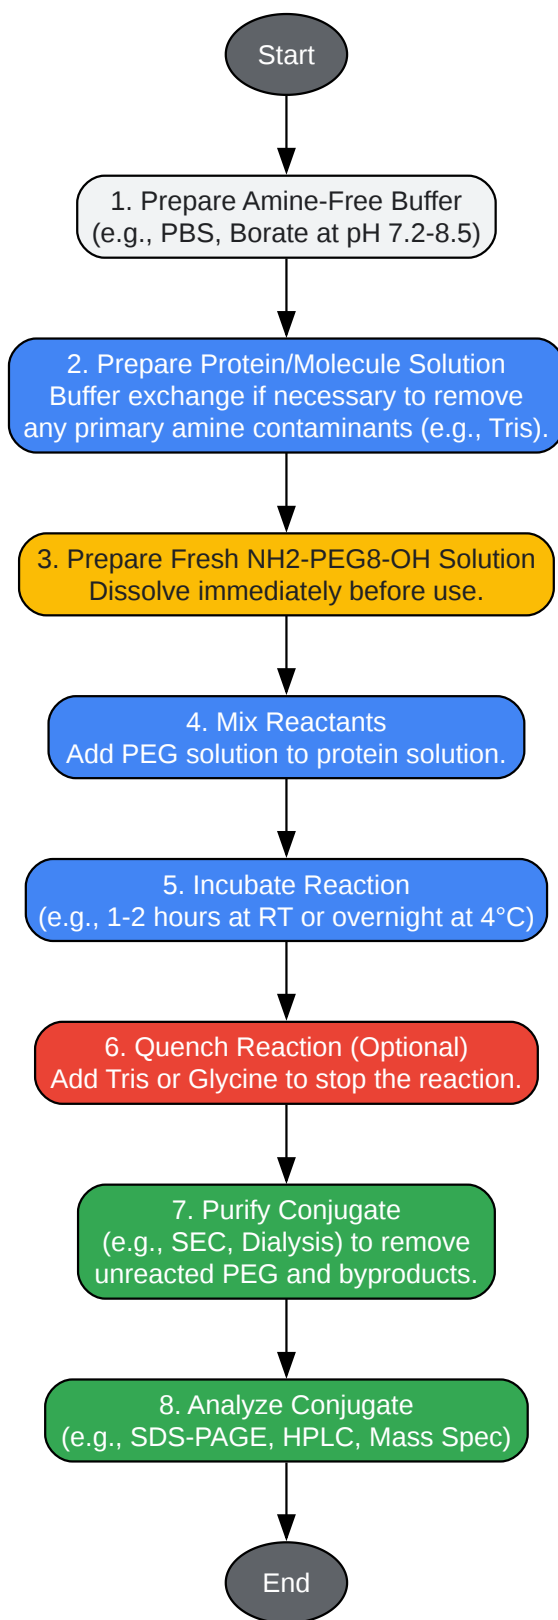 Start
1. Prepare Amine-Free Buffer
(e.g., PBS, Borate at pH 7.2-8.5)
2. Prepare Protein/Molecule Solution
Buffer exchange if necessary to remove
any primary amine contaminants (e.g., Tris).
3. Prepare Fresh NH2-PEG8-OH Solution
Dissolve immediately before use.
4. Mix Reactants
Add PEG solution to protein solution.
5. Incubate Reaction
(e.g., 1-2 hours at RT or overnight at 4°C)
6. Quench Reaction (Optional)
Add Tris or Glycine to stop the reaction.
7. Purify Conjugate
(e.g., SEC, Dialysis) to remove
unreacted PEG and byproducts.
8. Analyze Conjugate
(e.g., SDS-PAGE, HPLC, Mass Spec)
End